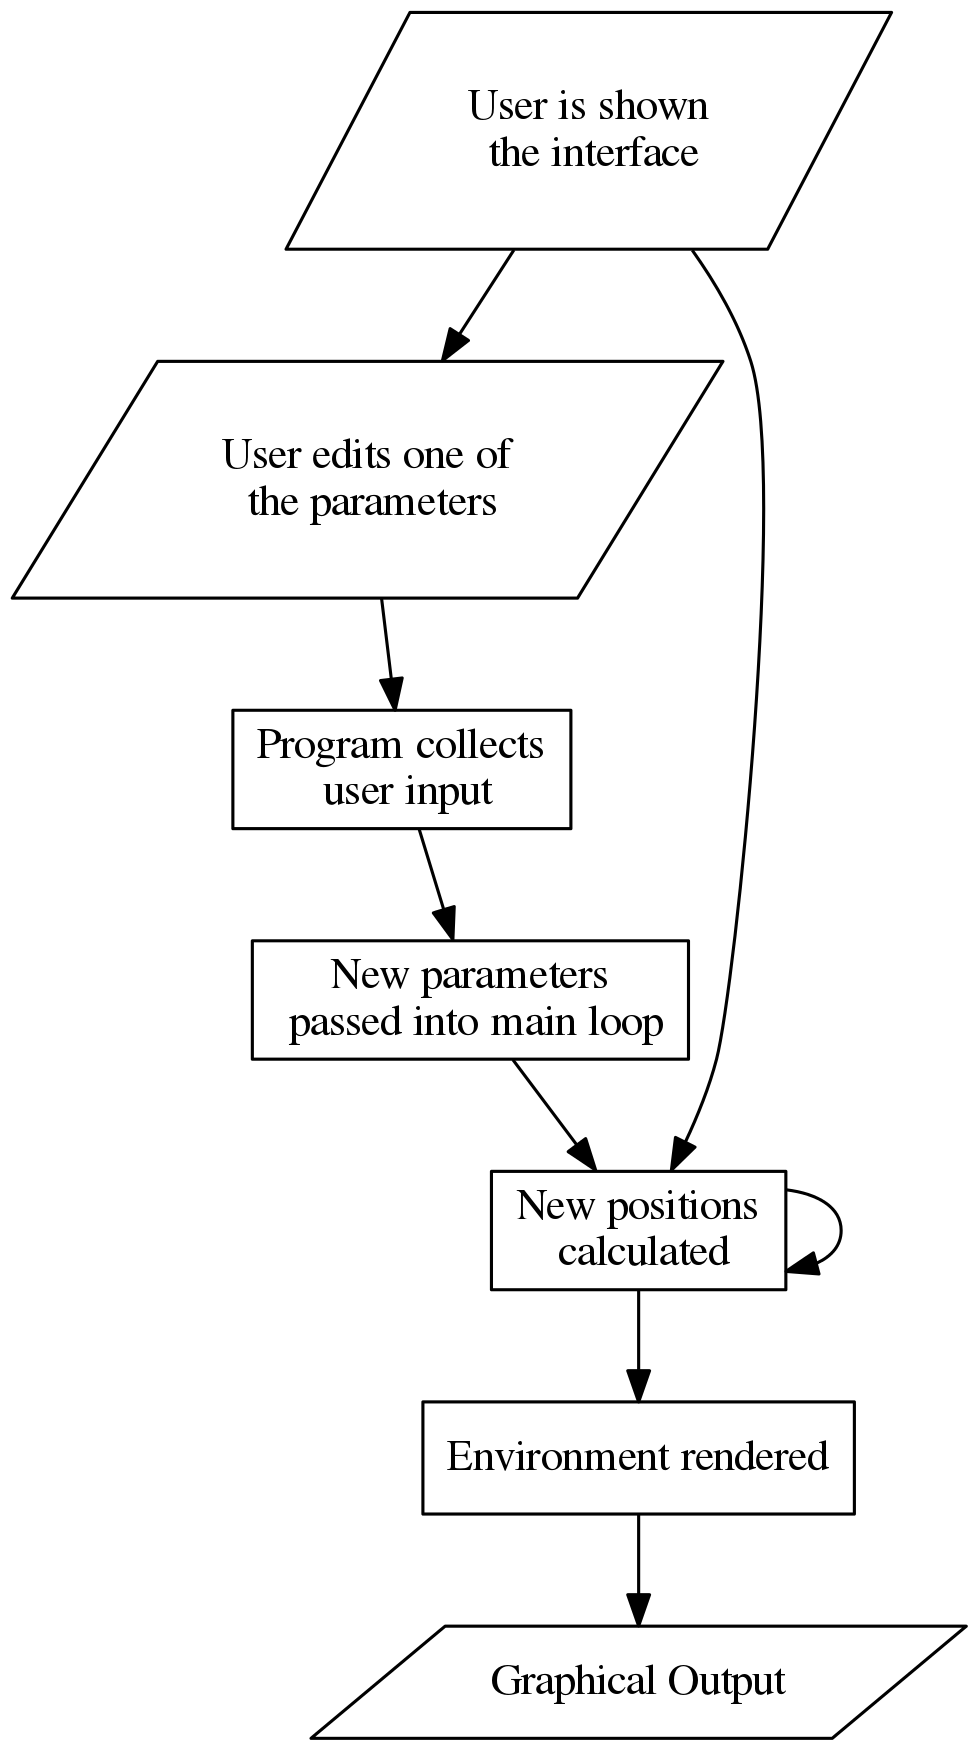 User is shown
the interface
User edits one of
the parameters
Program collects
user input
New parameters
passed into main loop
New positions
calculated
Environment rendered
Graphical Output